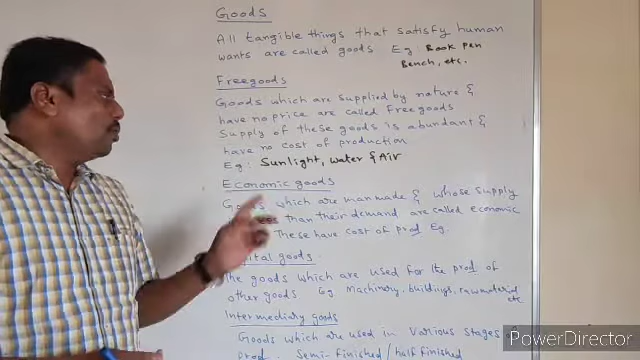 Goods
All tangible things that satisfy human
wants are called goods Eg Book pen
Bench, etc.
Freegoods
Goods which are supplied by nature &
have no price are called Freegoods
Supply of these goods is abundant &
have no cost of production
Eg: Sunlight, water & Air
Economic goods
Goods which are man made & whose supply
than their demand are called economic
These have cost of prod Eg.
goods
The goods which are used for the prod of
other goods Eg Machinery, buildings, raw material etc
Intermediary goods
Goods which are used in various stages
Prod. Semi-finished/half finished
PowerDirector